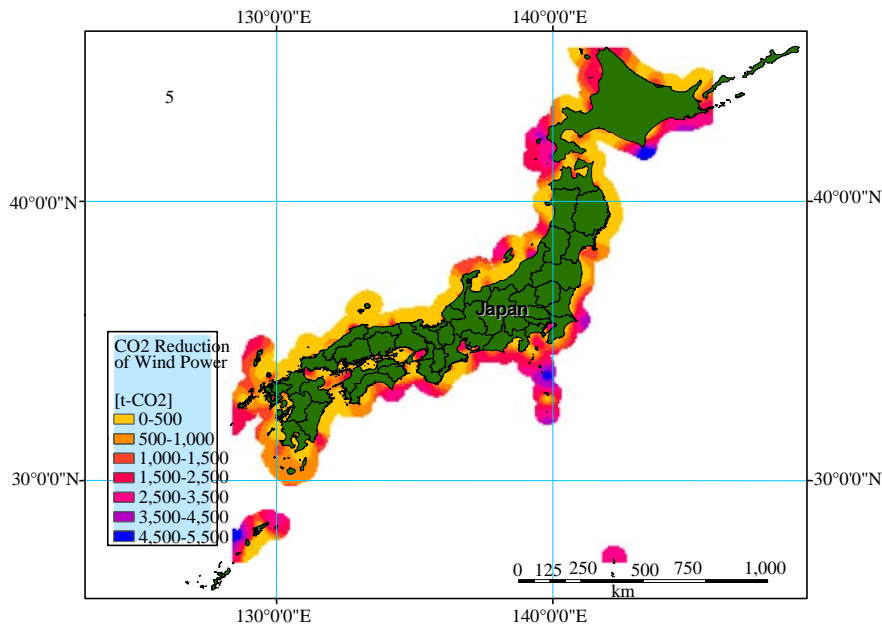 130°0'0"E
140°0'0"E
5
40°0'0"N
40°0'0"N
Japan
CO2 Reduction
of Wind Power
[t-CO2]
0-500
500-1,000
1,000-1,500
1,500-2,500
2,500-3,500
3,500-4,500
4,500-5,500
30°0'0"N
30°0'0"N
0 125 250 500 750 1,000
km
130°0'0"E
140°0'0"E